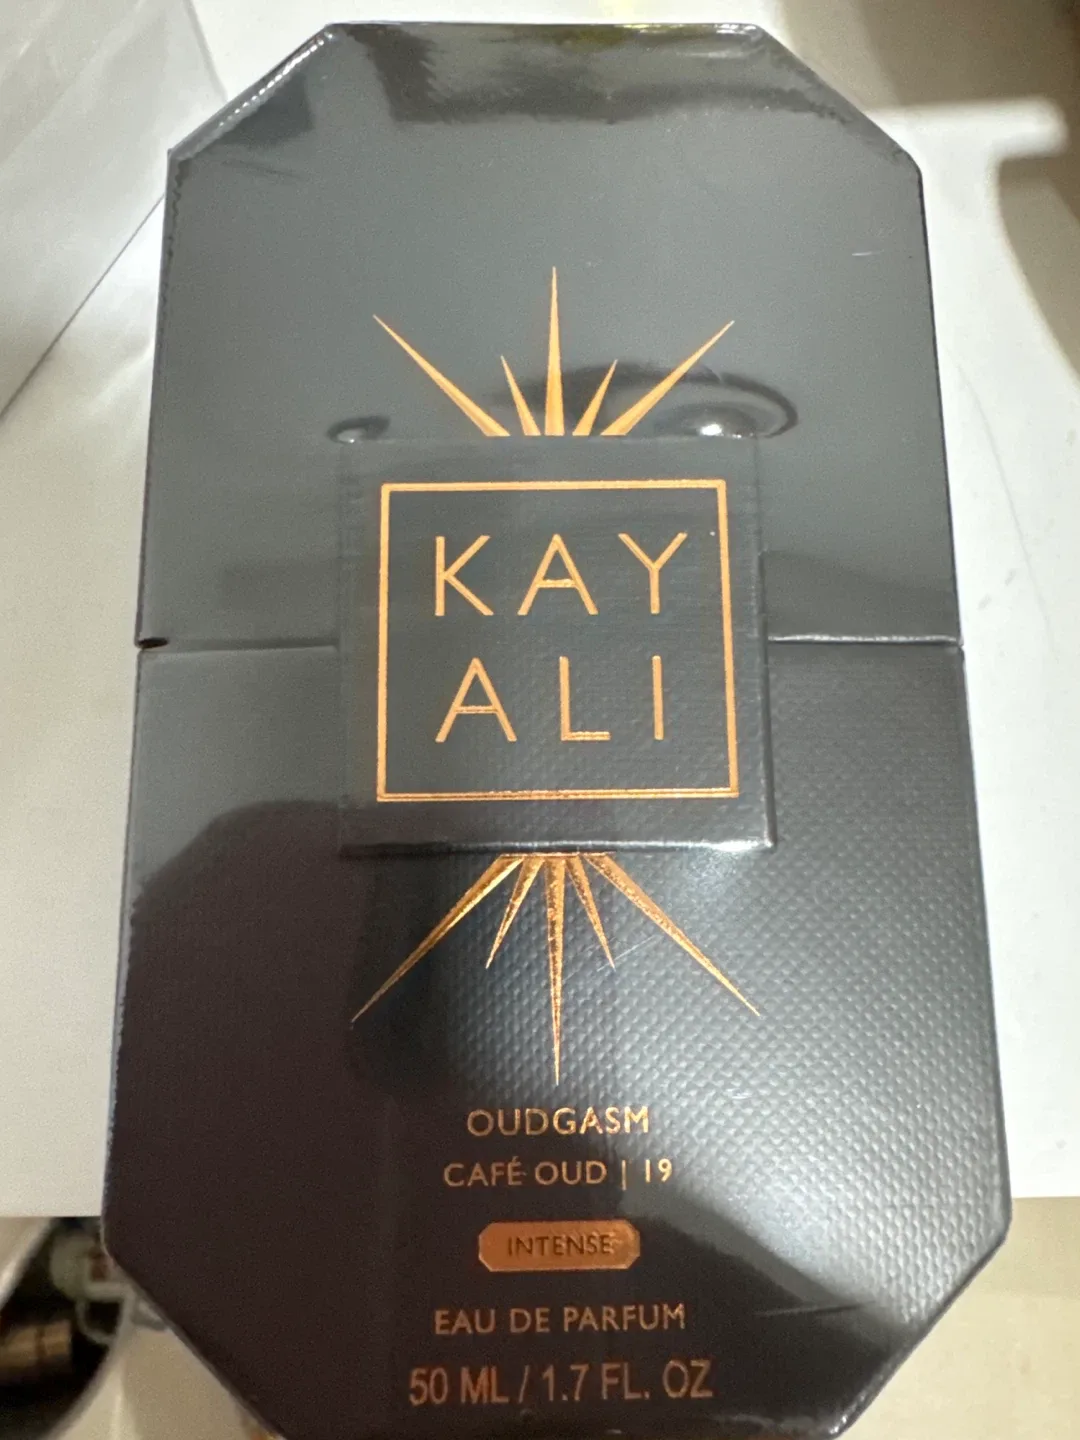 KAY
ALI
OUDGASM
CAFÉ OUD | 19
INTENSE
EAU DE PARFUM
50 ML / 1.7 FL. OZ